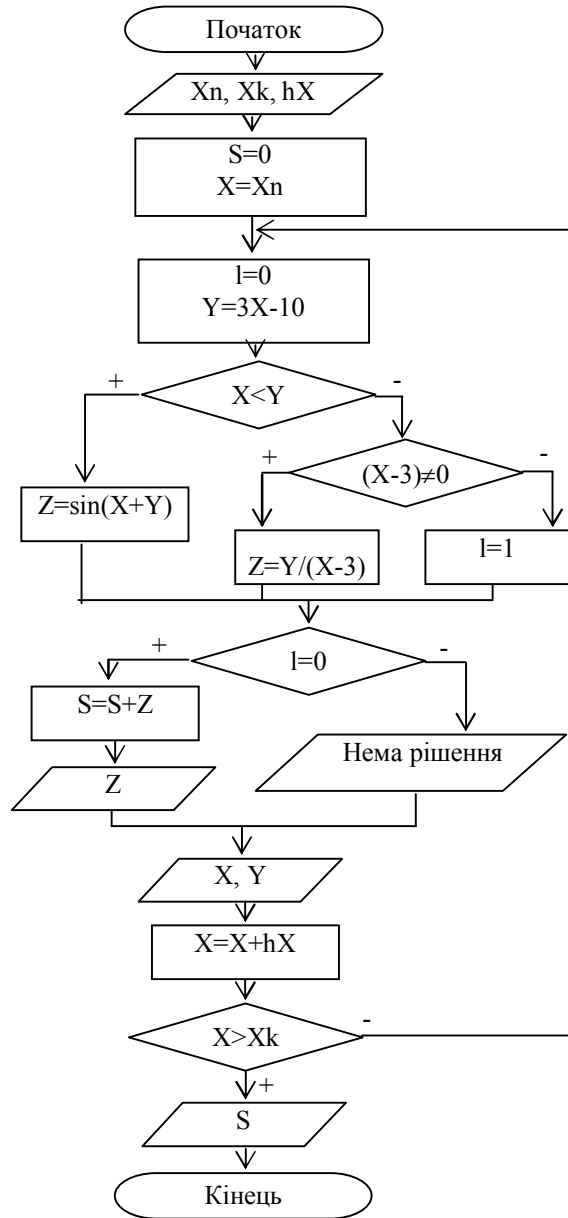 Початок
Xn, Xk, hX
S=0
X=Xn
l=0
Y=3X-10
+
X<Y
-
+
(X-3)≠0
-
Z=sin(X+Y)
Z=Y/(X-3)
l=1
+
l=0
-
S=S+Z
Нема рішення
Z
X, Y
X=X+hX
X>Xk
-
+
S
Кінець